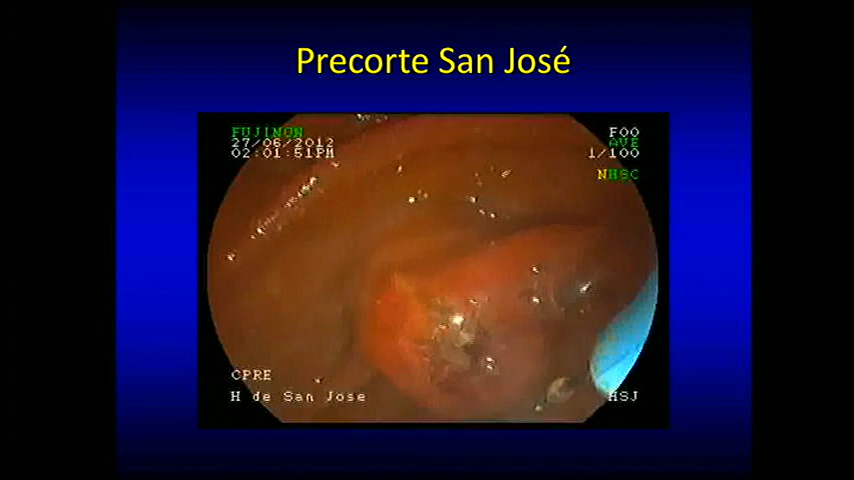 Precorte San José
FUJINON
27/06/2012
02:01:51PM
FOO
AVE
1/100
NHSC
CPRE
H de San Jose
HSJ